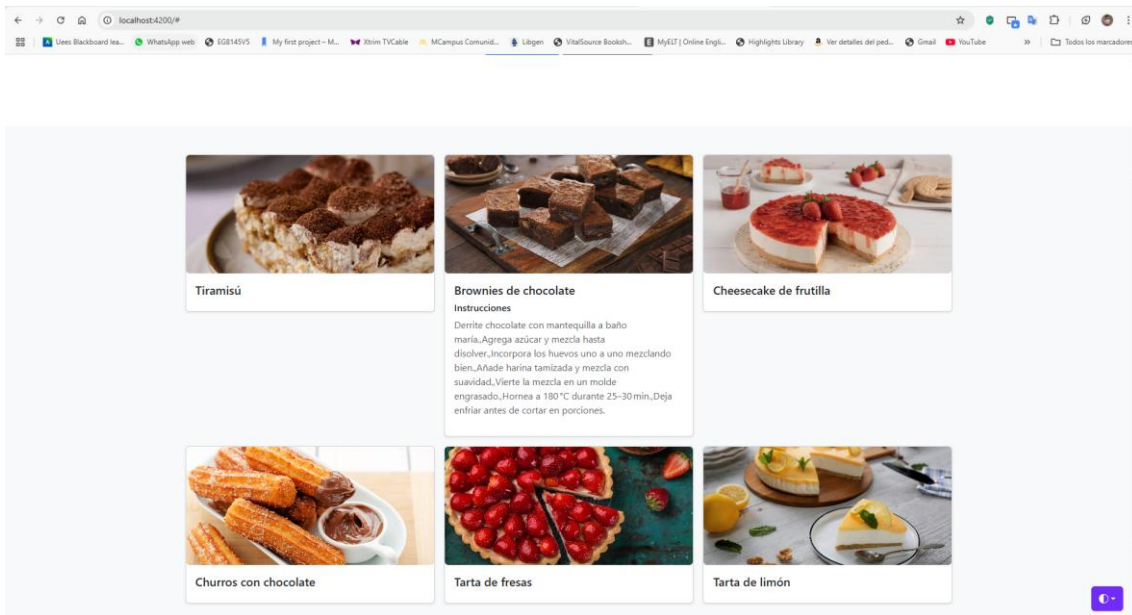 localhost:4200/#
Uees Blackboard lea... WhatsApp web EGB145V5 My first project – M... Xtrim TVCable MCampus Comunid... Libgen VitalSource Booksh... MyELT | Online Engli... Highlights Library Ver detalles del ped... Gmail YouTube » Todos los marcadores
Tiramisú
Brownies de chocolate
Instrucciones
Derrite chocolate con mantequilla a baño
maría.,Agrega azúcar y mezcla hasta
disolver.,Incorpora los huevos uno a uno mezclando
bien.,Añade harina tamizada y mezcla con
suavidad.,Vierte la mezcla en un molde
engrasado.,Hornea a 180 °C durante 25–30 min.,Deja
enfriar antes de cortar en porciones.
Cheesecake de frutilla
Churros con chocolate
Tarta de fresas
Tarta de limón